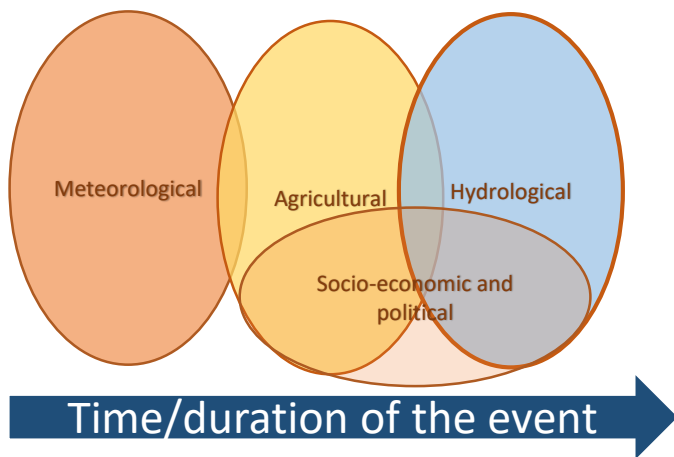 Meteorological
Agricultural
Hydrological
Socio-economic and
political
Time/duration of the event